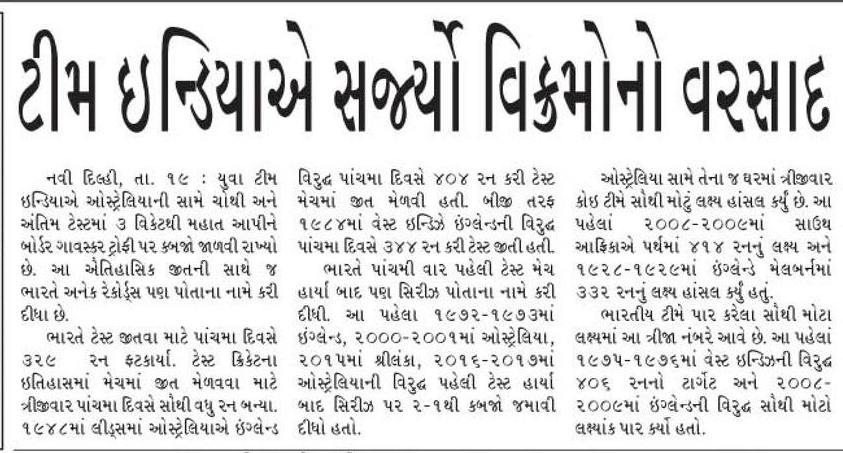 ટીમ ઇન્ડિયાએ સર્જ્યો વિક્રમોનો વરસાદ
નવી દિલ્હી, તા. ૧૯ : યુવા ટીમ
ઇન્ડિયાએ ઓસ્ટ્રેલિયાની સામે ચોથી અને
અંતિમ ટેસ્ટમાં ૩ વિકેટથી મહાત આપીને
બોર્ડર ગાવસ્કર ટ્રોફી પર કબજો જાળવી રાખ્યો
છે. આ ઐતિહાસિક જીતની સાથે જ
ભારતે અનેક રેકોર્ડ્સ પણ પોતાના નામે કરી
દીધા છે.
ભારતે ટેસ્ટ જીતવા માટે પાંચમા દિવસે
૩૨૯ રન ફટકાર્યા. ટેસ્ટ ક્રિકેટના
ઇતિહાસમાં મેચમાં જીત મેળવવા માટે
ત્રીજીવાર પાંચમા દિવસે સૌથી વધુ રન બન્યા.
૧૯૪૮માં લીડ્સમાં ઓસ્ટ્રેલિયાએ ઇંગ્લેન્ડ
વિરુદ્ધ પાંચમા દિવસે ૪૦૪ રન કરી ટેસ્ટ
મેચમાં જીત મેળવી હતી. બીજી તરફ
૧૯૮૪માં વેસ્ટ ઇન્ડિઝે ઇંગ્લેન્ડની વિરુદ્ધ
પાંચમા દિવસે ૩૪૪ રન કરી ટેસ્ટ જીતી હતી.
ભારતે પાંચમી વાર પહેલી ટેસ્ટ મેચ
હાર્યા બાદ પણ સિરીઝ પોતાના નામે કરી
દીધી. આ પહેલા ૧૯૭૨-૧૯૭૩માં
ઇંગ્લેન્ડ, ૨૦૦૦-૨૦૦૧માં ઓસ્ટ્રેલિયા,
૨૦૧૫માં શ્રીલંકા, ૨૦૧૬-૨૦૧૭માં
ઓસ્ટ્રેલિયાની વિરુદ્ધ પહેલી ટેસ્ટ હાર્યા
બાદ સિરીઝ પર ૨-૧થી કબજો જમાવી
દીધો હતો.
ઓસ્ટ્રેલિયા સામે તેના જ ઘરમાં ત્રીજીવાર
કોઇ ટીમે સૌથી મોટું લક્ષ્ય હાંસલ કર્યું છે. આ
પહેલાં ૨૦૦૮-૨૦૦૯માં સાઉથ
આફ્રિકાએ પર્થમાં ૪૧૪ રનનું લક્ષ્ય અને
૧૯૨૮-૧૯૨૯માં ઇંગ્લેન્ડે મેલબર્નમાં
૩૩૨ રનનું લક્ષ્ય હાંસલ કર્યું હતું.
ભારતીય ટીમે પાર કરેલા સૌથી મોટા
લક્ષ્યમાં આ ત્રીજા નંબરે આવે છે. આ પહેલાં
૧૯૭૫-૧૯૭૬માં વેસ્ટ ઇન્ડિઝની વિરુદ્ધ
૪૦૬ રનનો ટાર્ગેટ અને ૨૦૦૮-
૨૦૦૯માં ઇંગ્લેન્ડની વિરુદ્ધ સૌથી મોટો
લક્ષ્યાંક પાર કર્યો હતો.